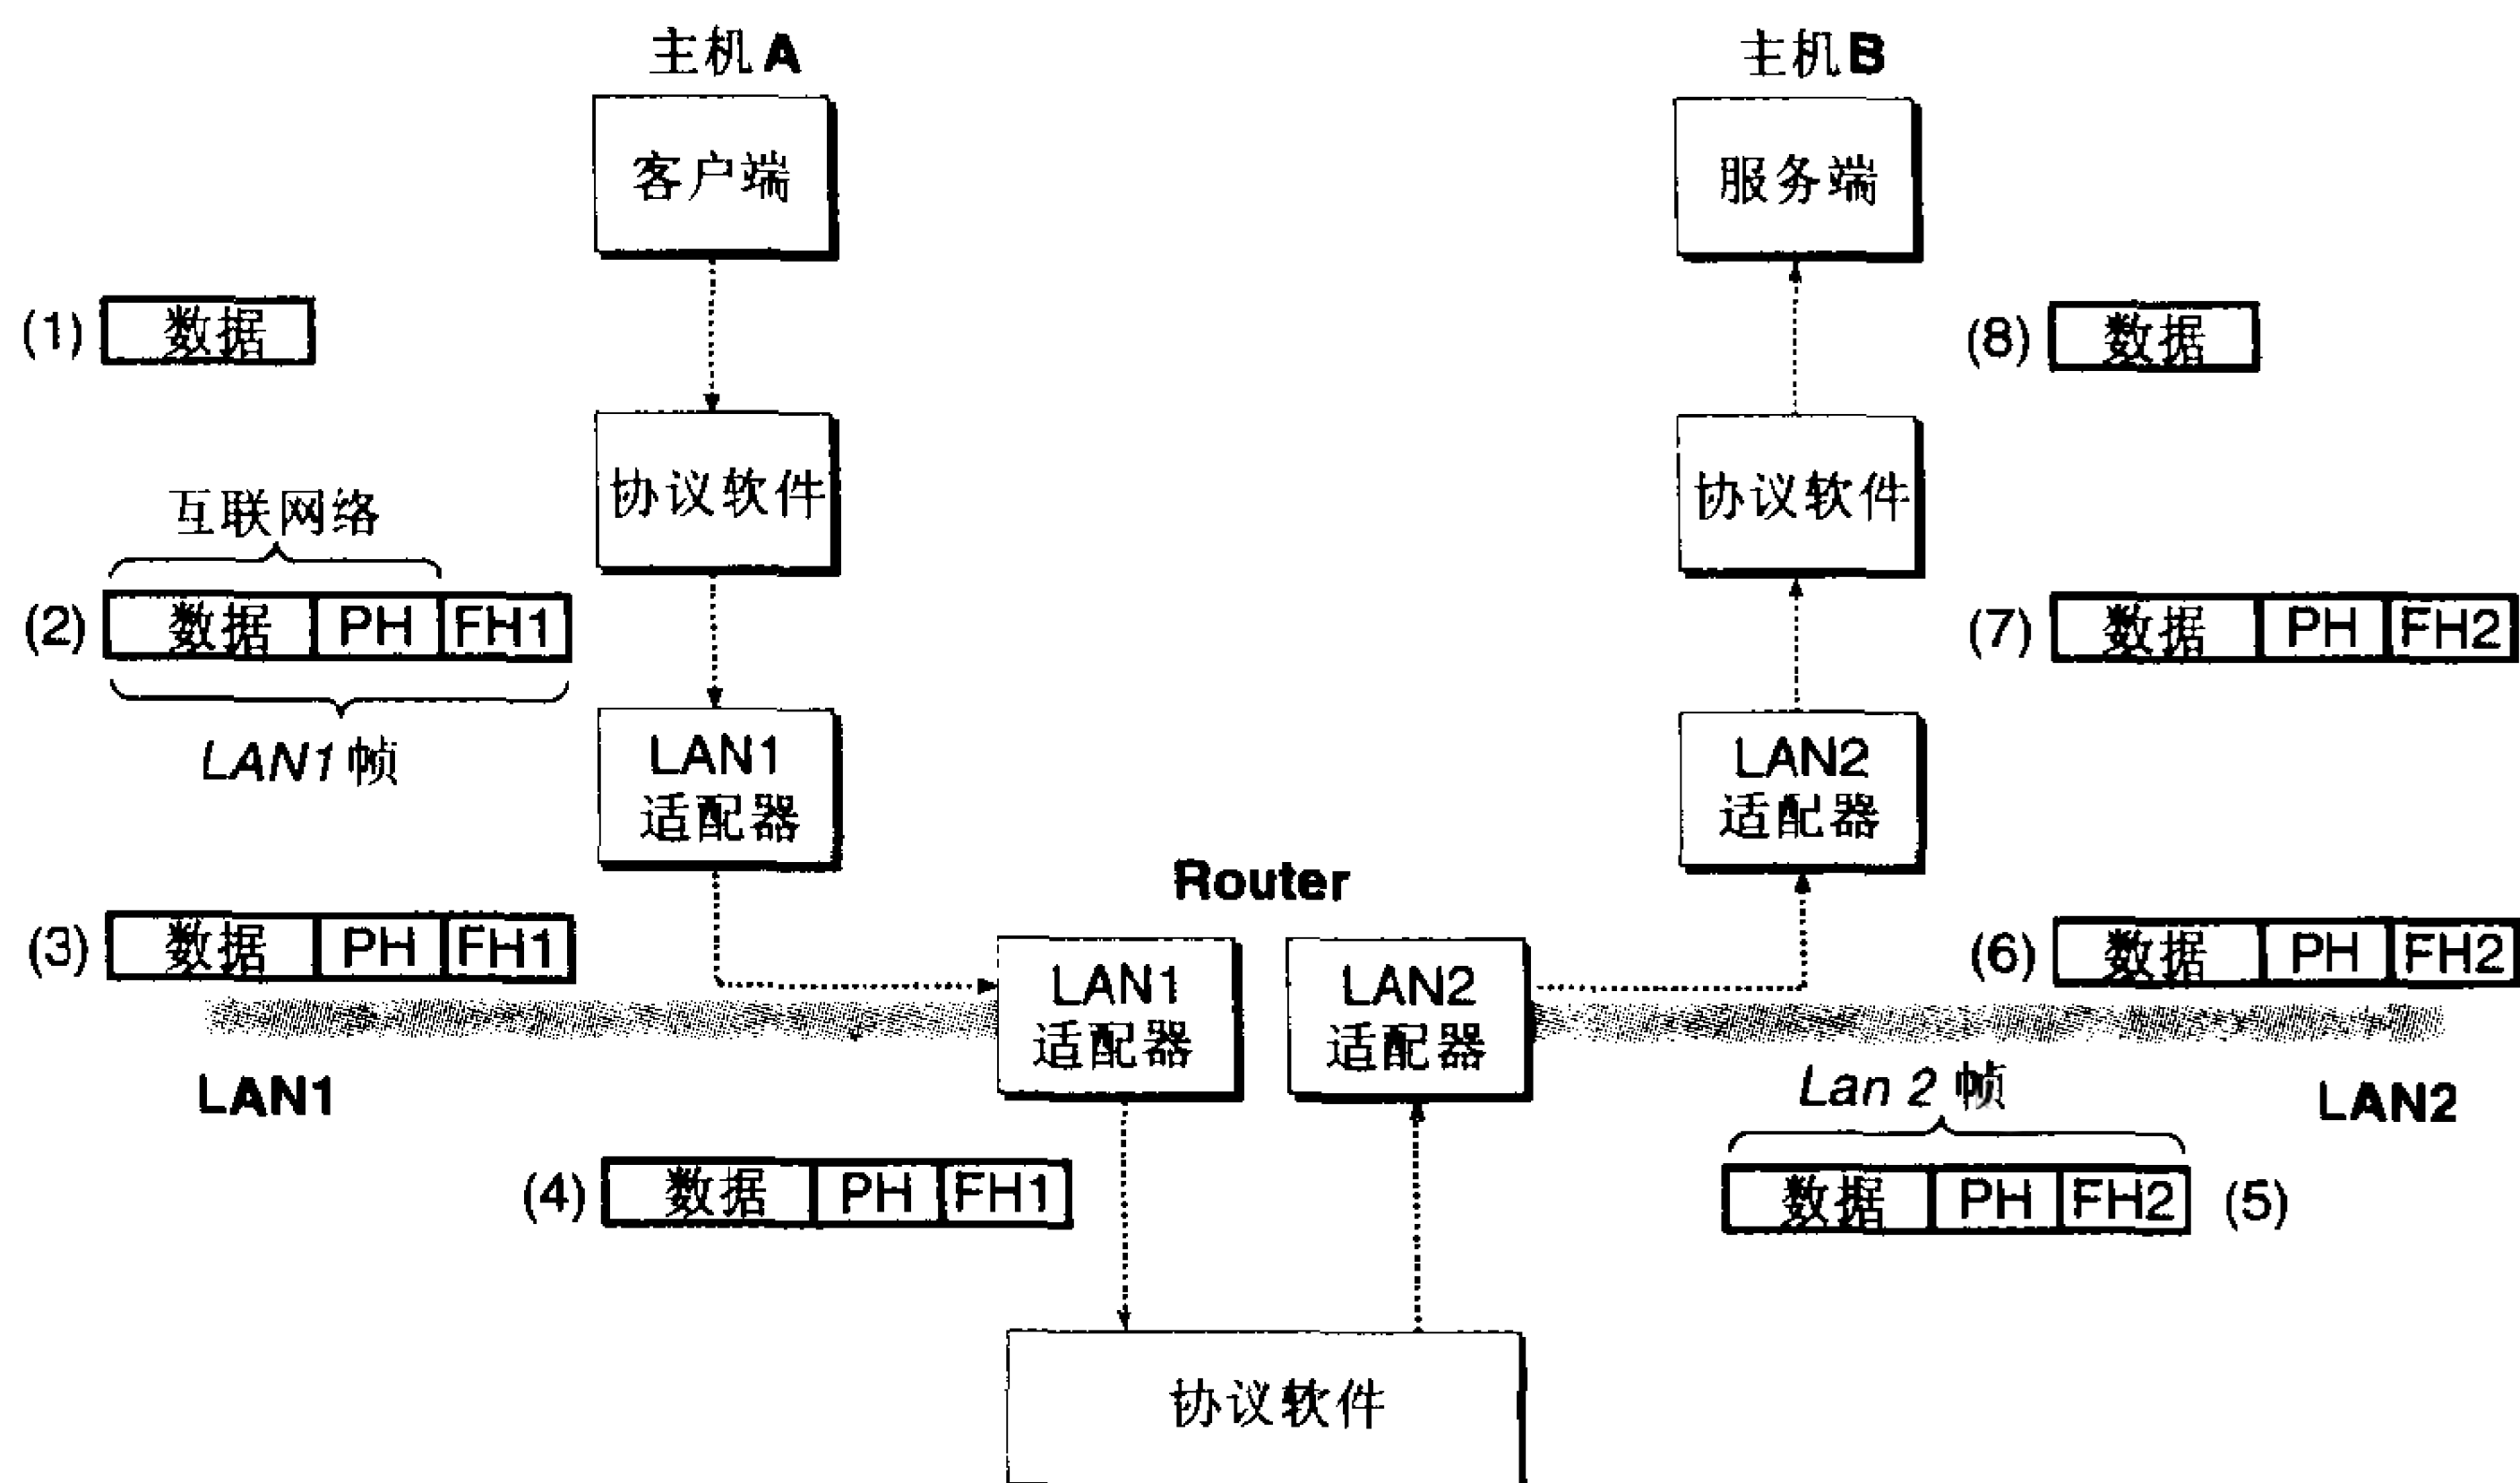 主机A
主机B
客户端
服务端
(1) 数据
(8) 数据
协议软件
协议软件
互联网络
(2) 数据 PH FH1
(7) 数据 PH FH2
LAN1帧
LAN1
适配器
LAN2
适配器
Router
(3) 数据 PH FH1
(6) 数据 PH FH2
LAN1
适配器
LAN2
适配器
LAN1
Lan 2 帧
LAN2
(4) 数据 PH FH1
数据 PH FH2 (5)
协议软件